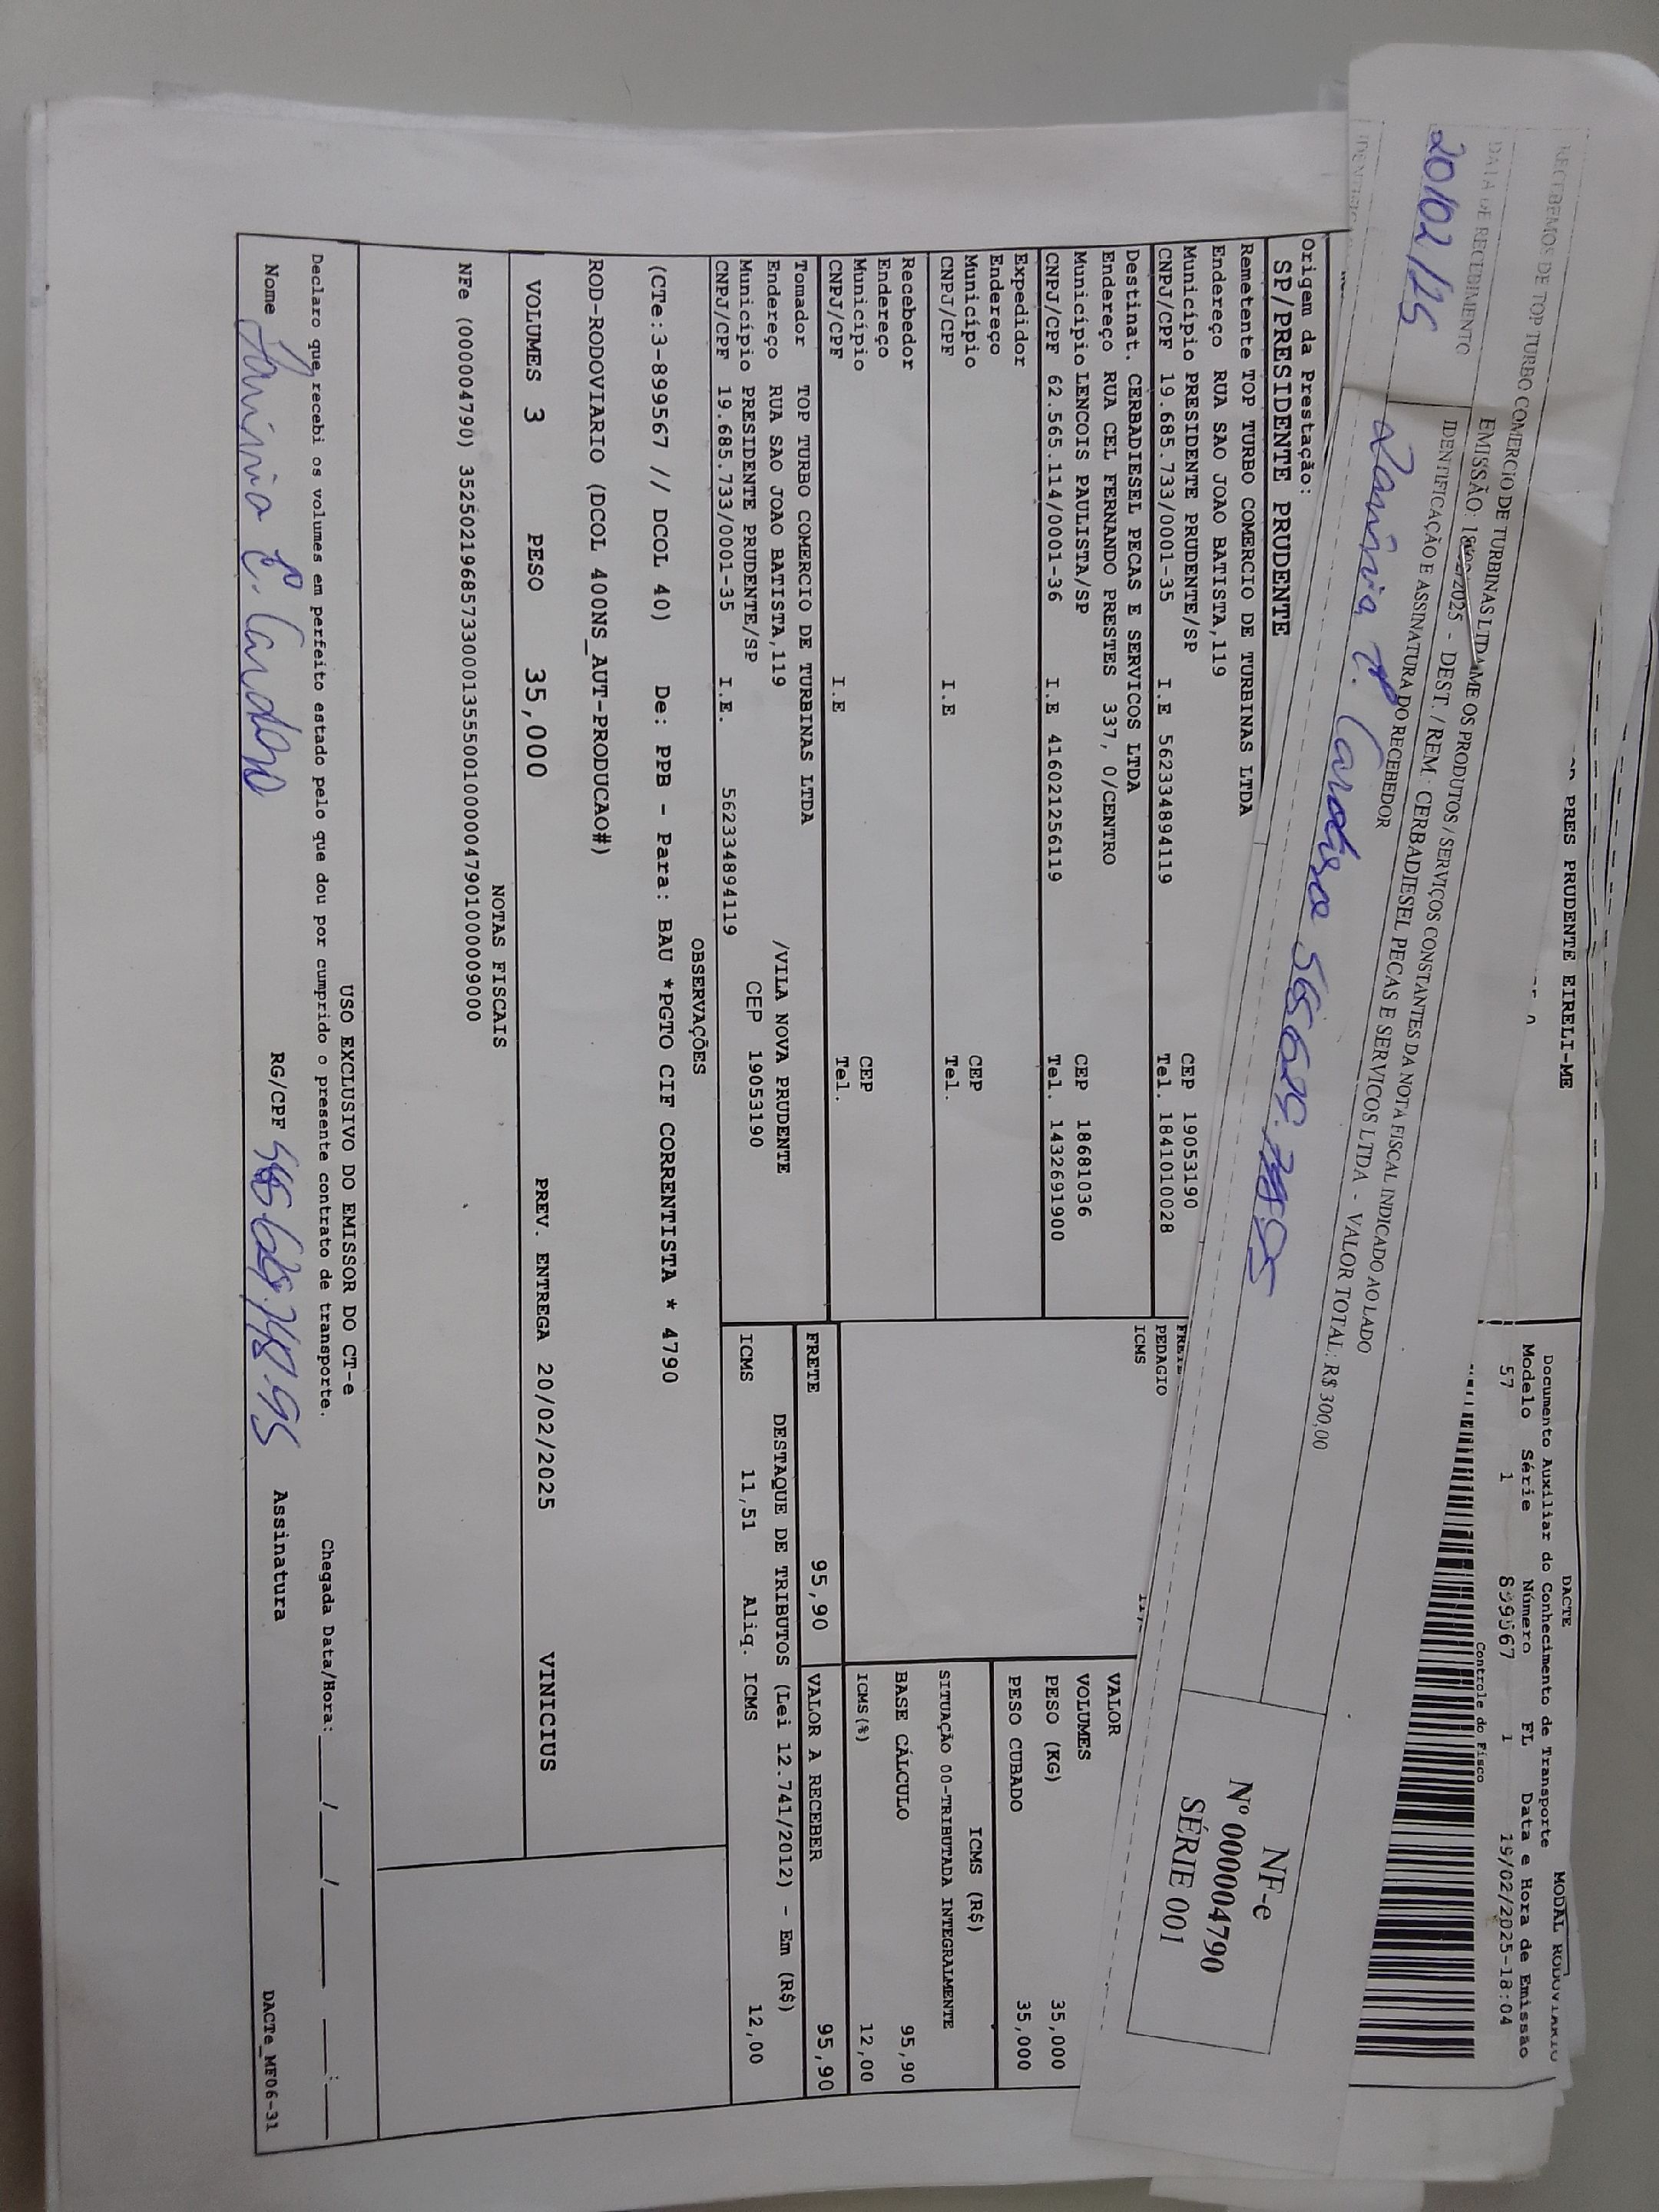 PRES PRUDENTE EIRELI-ME
DACTE
MODAL RODOVIARIO
Documento Auxiliar do Conhecimento de Transporte
Modelo Série Número FL Data e Hora de Emissão
57 1 899567 1 19/02/2025-18:04
Controle do Fisco
RECEBEMOS DE TOP TURBO COMERCIO DE TURBINAS LTDA ME OS PRODUTOS / SERVIÇOS CONSTANTES DA NOTA FISCAL INDICADO AO LADO
EMISSÃO: 18/02/2025 - DEST. / REM: CERBADIESEL PECAS E SERVICOS LTDA - VALOR TOTAL: R$ 300,00
DATA DE RECEBIMENTO
IDENTIFICAÇÃO E ASSINATURA DO RECEBEDOR
20/02/25
NF-e
Nº 000004790
SÉRIE 001
Origem da Prestação:
SP/PRESIDENTE PRUDENTE
Remetente TOP TURBO COMERCIO DE TURBINAS LTDA
Endereço RUA SAO JOAO BATISTA,119
Município PRESIDENTE PRUDENTE/SP CEP 19053190
CNPJ/CPF 19.685.733/0001-35 I.E 562334894119 Tel. 1841010028
Destinat. CERBADIESEL PECAS E SERVICOS LTDA
Endereço RUA CEL FERNANDO PRESTES 337, 0/CENTRO
Município LENCOIS PAULISTA/SP CEP 18681036
CNPJ/CPF 62.565.114/0001-36 I.E 416021256119 Tel. 1432691900
Expedidor
Endereço
Município CEP
CNPJ/CPF I.E Tel.
Recebedor
Endereço
Município CEP
CNPJ/CPF I.E Tel.
Tomador TOP TURBO COMERCIO DE TURBINAS LTDA
Endereço RUA SAO JOAO BATISTA,119 /VILA NOVA PRUDENTE
Município PRESIDENTE PRUDENTE/SP CEP 19053190
CNPJ/CPF 19.685.733/0001-35 I.E. 562334894119
PEDAGIO
ICMS
VALOR
VOLUMES
PESO (KG) 35,000
PESO CUBADO 35,000
ICMS (R$)
SITUAÇÃO 00-TRIBUTADA INTEGRALMENTE
BASE CÁLCULO 95,90
ICMS(%) 12,00
FRETE 95,90 VALOR A RECEBER 95,90
DESTAQUE DE TRIBUTOS (Lei 12.741/2012) - Em (R$)
ICMS 11,51 Aliq. ICMS 12,00
OBSERVAÇÕES
(CTe:3-899567 // DCOL 40) De: PPB - Para: BAU *PGTO CIF CORRENTISTA * 4790
ROD-RODOVIARIO (DCOL 400NS_AUT-PRODUCAO#)
VOLUMES 3 PESO 35,000 PREV. ENTREGA 20/02/2025 VINICIUS
NOTAS FISCAIS
NFe (000004790) 35250219685733000135550010000047901000009000
USO EXCLUSIVO DO EMISSOR DO CT-e
Declaro que recebi os volumes em perfeito estado pelo que dou por cumprido o presente contrato de transporte. Chegada Data/Hora: ____/____/______ ____:____
Nome RG/CPF Assinatura DACTe_MF06-31